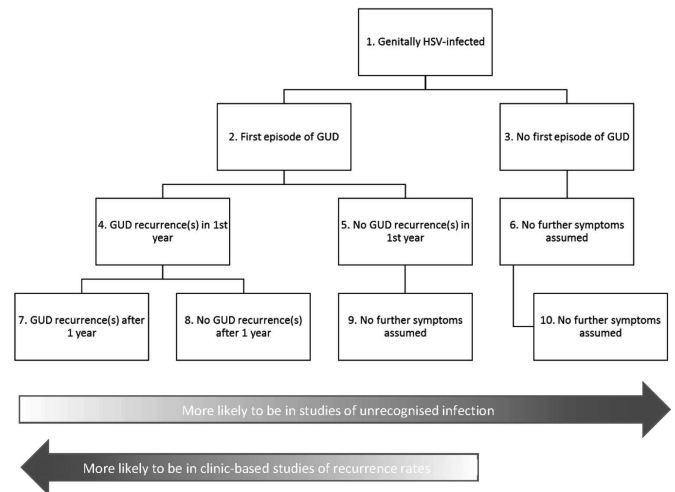 1. Genitally HSV-infected
2. First episode of GUD
3. No first episode of GUD
4. GUD recurrence(s) in 1st
year
5. No GUD recurrence(s) in
1st year
6. No further symptoms
assumed
7. GUD recurrence(s) after
1 year
8. No GUD recurrence(s)
after 1 year
9. No further symptoms
assumed
10. No further symptoms
assumed
More likely to be in studies of unrecognised infection
More likely to be in clinic-based studies of recurrence rates